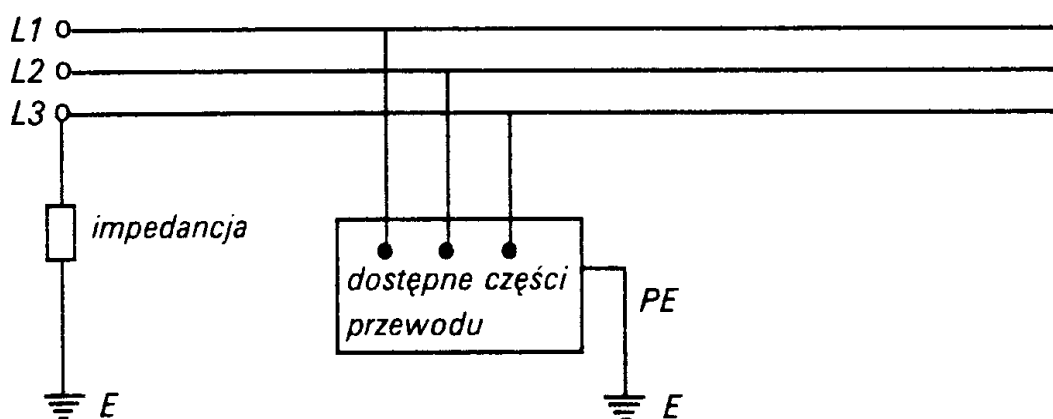 L1
L2
L3
impedancja
dostępne części
przewodu
PE
E
E